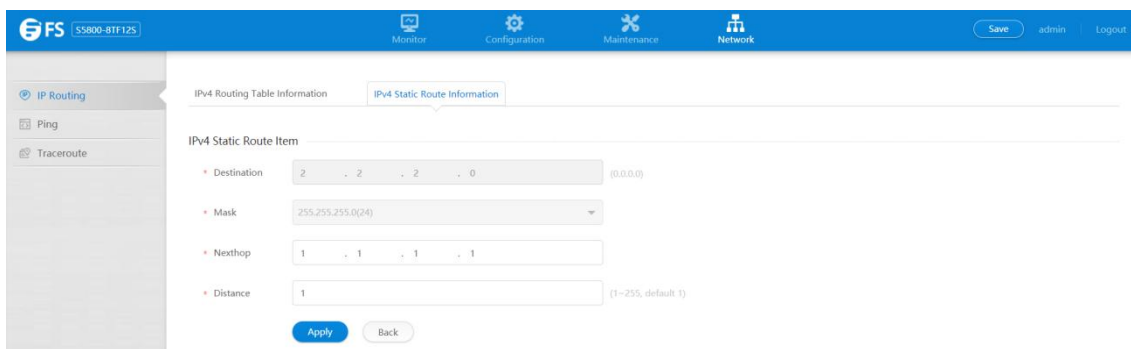 FS S5800-8TF12S Monitor Configuration Maintenance Network Save admin Logout
IP Routing
Ping
Traceroute
IPv4 Routing Table Information IPv4 Static Route Information
IPv4 Static Route Item
* Destination 2 . 2 . 2 . 0 (0.0.0.0)
* Mask 255.255.255.0(24)
* Nexthop 1 . 1 . 1 . 1
* Distance 1 (1~255, default 1)
Apply Back